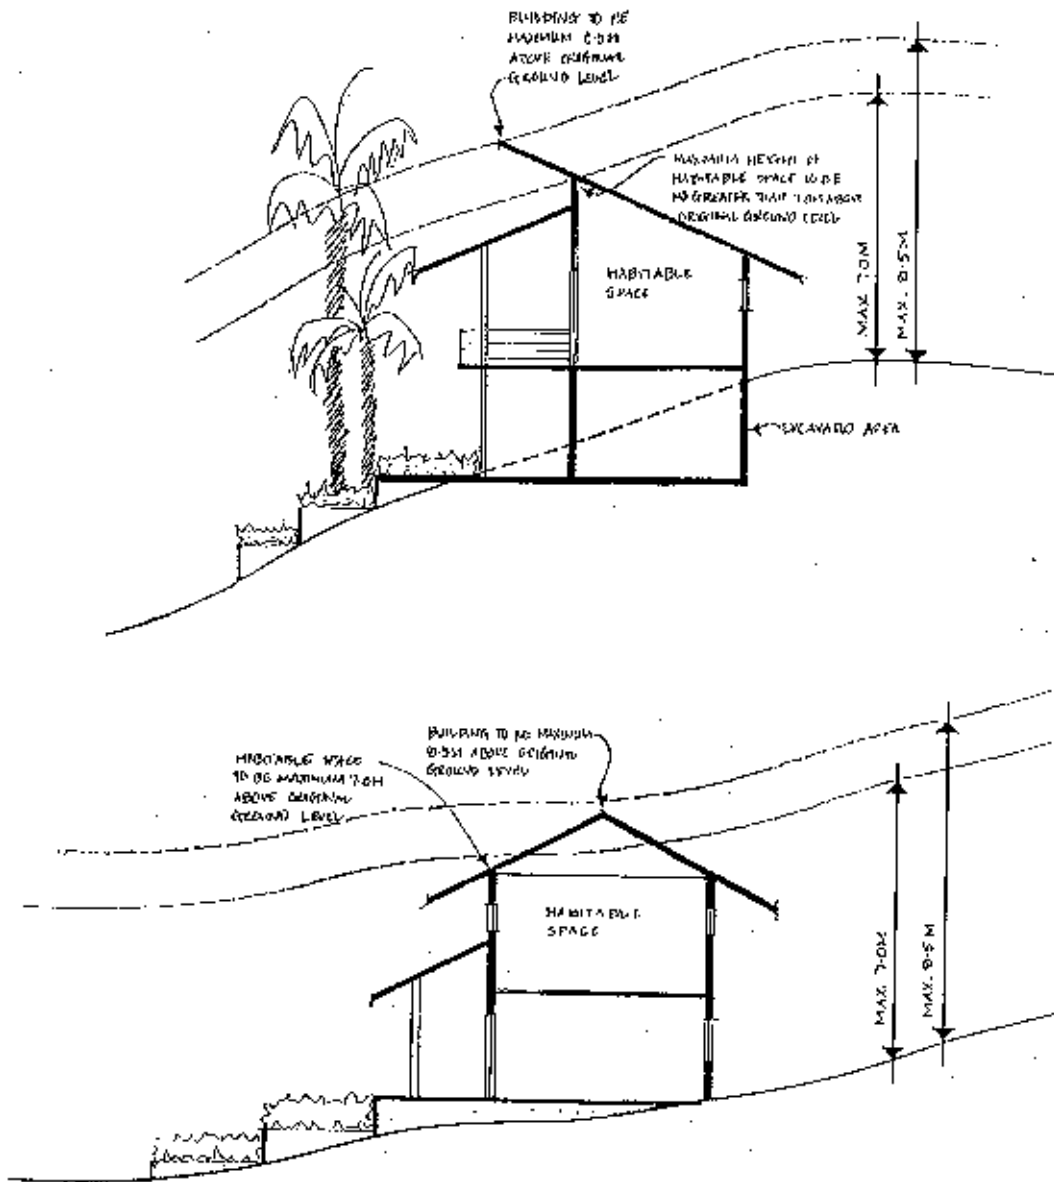 BUILDING TO BE
MAXIMUM 8.5M
ABOVE ORIGINAL
GROUND LEVEL
MAXIMUM HEIGHT OF
HABITABLE SPACE TO BE
NO GREATER THAN 7.0M ABOVE
ORIGINAL GROUND LEVEL
HABITABLE
SPACE
MAX. 7.0M
MAX. 8.5M
EXCAVATED AREA
BUILDING TO BE MAXIMUM
8.5M ABOVE ORIGINAL
GROUND LEVEL
HABITABLE SPACE
TO BE MAXIMUM 7.0M
ABOVE ORIGINAL
GROUND LEVEL
HABITABLE
SPACE
MAX. 7.0M
MAX. 8.5M